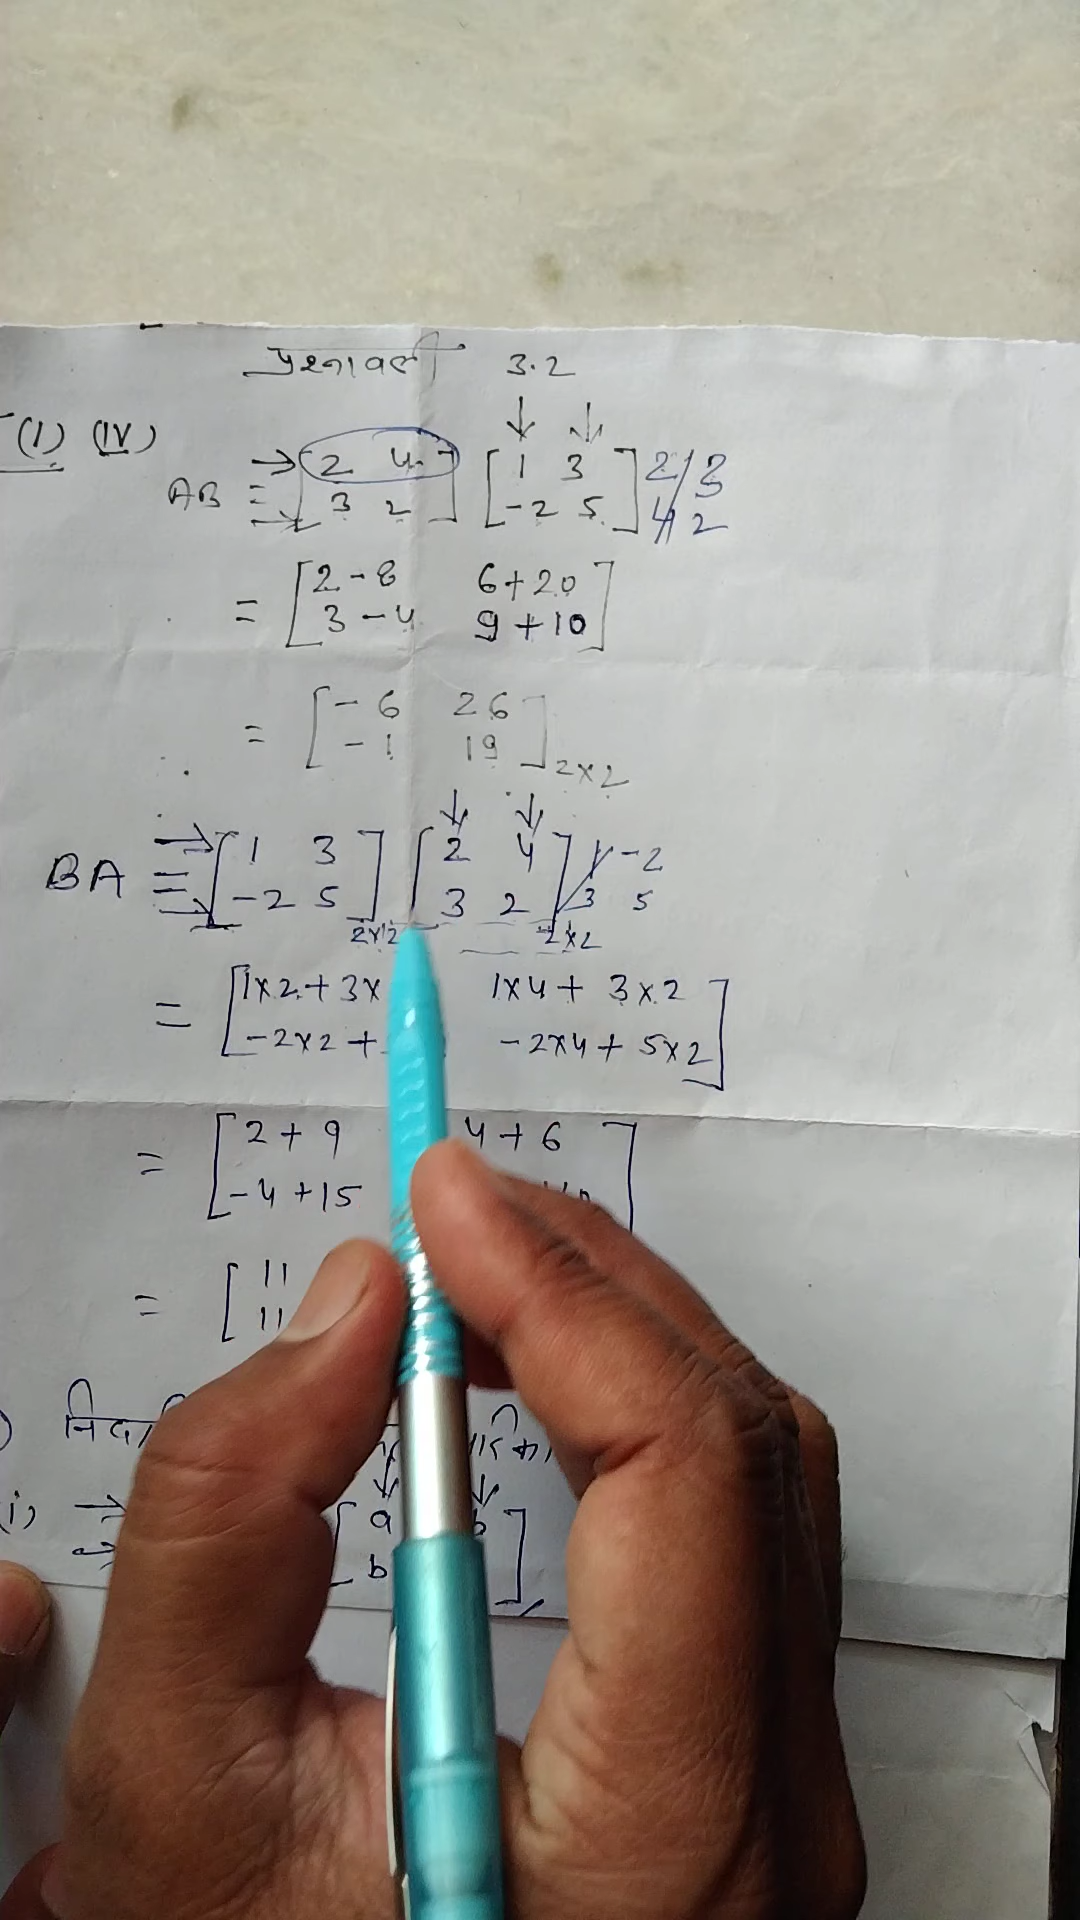 प्रश्नावली 3.2
(I) (IV)
AB = [2 4 [1 3] 2/3
3 2] -2 5] 4/2
= [2-8 6+20]
3-4 9+10]
= [-6 26]
-1 19] 2×2
BA = [1 3] [2 4] 1 -2
-2 5] 3 2] 3 5
2×2 2×2
= [1×2+3× 1×4+ 3×2
-2×2+ -2×4+ 5×2]
= [2+9 4+6]
-4+15
= [11
11
(i) [a b]
b